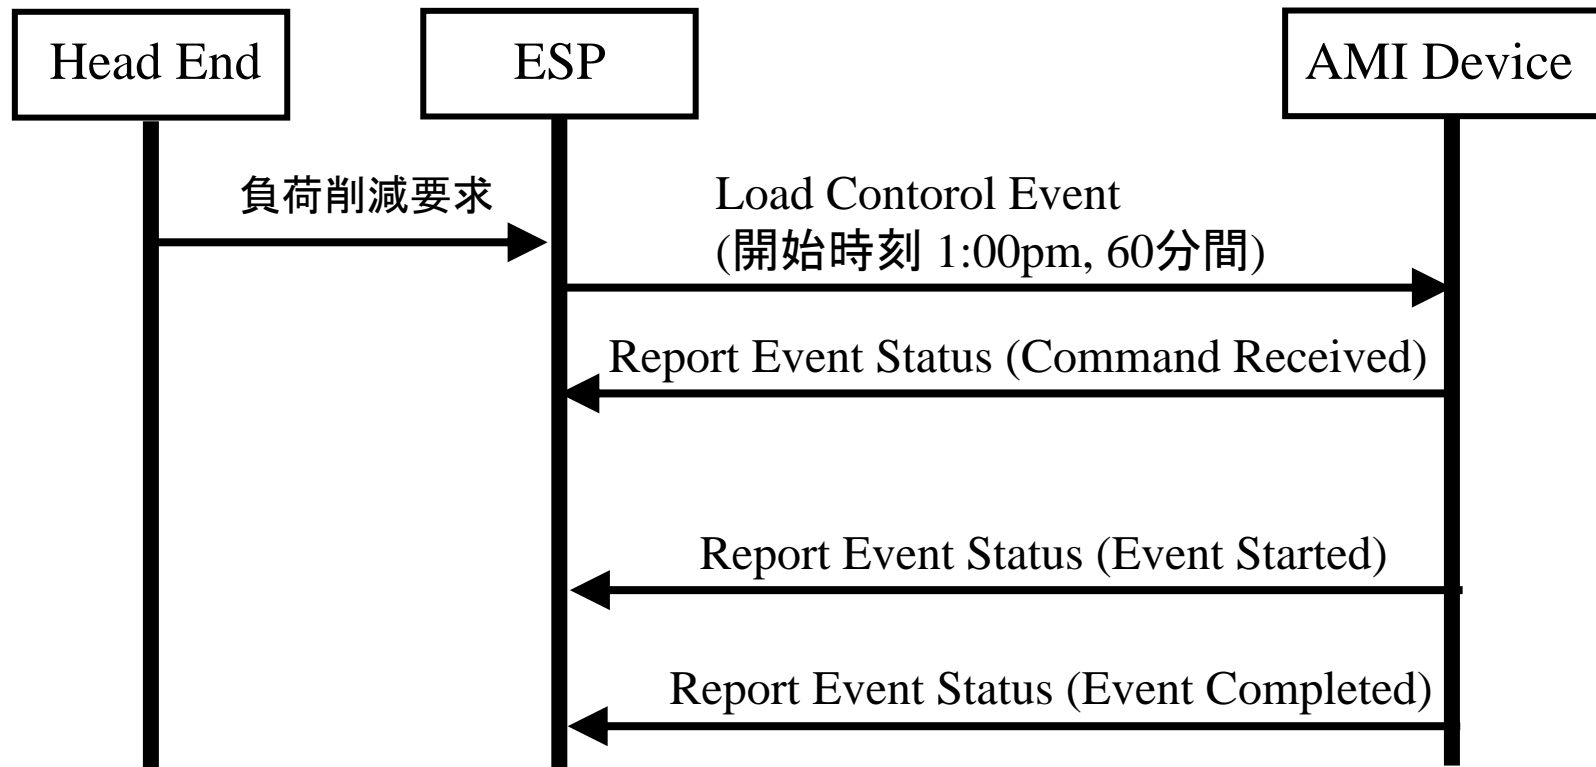 Head End
ESP
AMI Device
負荷削減要求
Load Contorol Event
(開始時刻 1:00pm, 60分間)
Report Event Status (Command Received)
Report Event Status (Event Started)
Report Event Status (Event Completed)